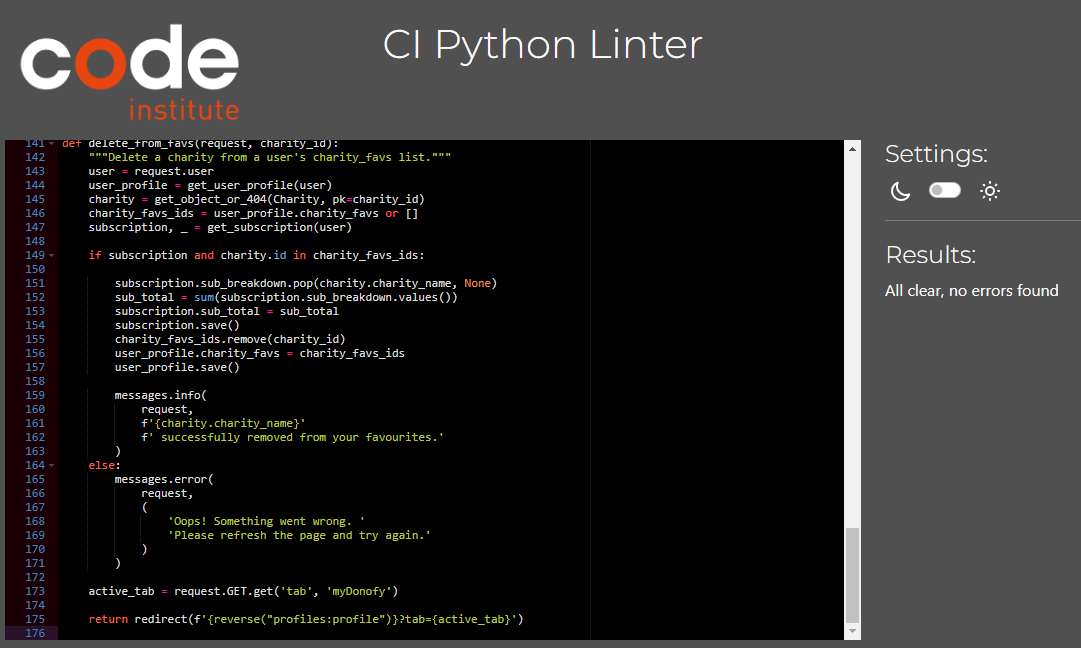 code
institute
CI Python Linter
141 def delete_from_favs(request, charity_id):
142     """Delete a charity from a user's charity_favs list."""
143     user = request.user
144     user_profile = get_user_profile(user)
145     charity = get_object_or_404(Charity, pk=charity_id)
146     charity_favs_ids = user_profile.charity_favs or []
147     subscription, _ = get_subscription(user)
148
149     if subscription and charity.id in charity_favs_ids:
150
151         subscription.sub_breakdown.pop(charity.charity_name, None)
152         sub_total = sum(subscription.sub_breakdown.values())
153         subscription.sub_total = sub_total
154         subscription.save()
155         charity_favs_ids.remove(charity_id)
156         user_profile.charity_favs = charity_favs_ids
157         user_profile.save()
158
159         messages.info(
160             request,
161             f'{charity.charity_name}'
162             f' successfully removed from your favourites.'
163         )
164     else:
165         messages.error(
166             request,
167             (
168                 'Oops! Something went wrong. '
169                 'Please refresh the page and try again.'
170             )
171         )
172
173     active_tab = request.GET.get('tab', 'myDonofy')
174
175     return redirect(f'{reverse("profiles:profile")}?tab={active_tab}')
176
Settings:
Results:
All clear, no errors found